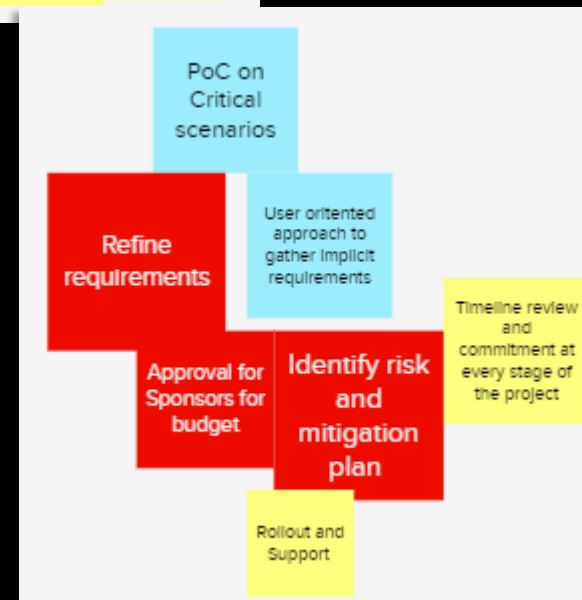 PoC on
Critical
scenarios
Refine
requirements
User oritented
approach to
gather implicit
requirements
Timeline review
and
commitment at
every stage of
the project
Approval for
Sponsors for
budget
Identify risk
and
mitigation
plan
Rollout and
Support